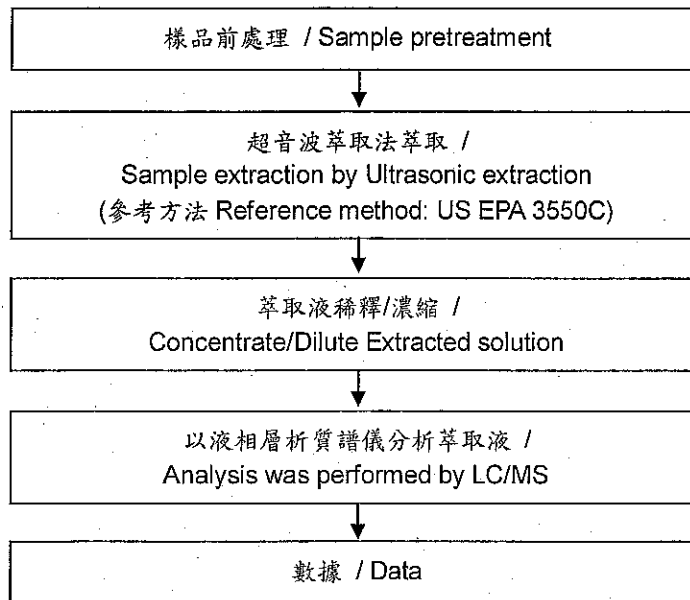 樣品前處理 / Sample pretreatment
超音波萃取法萃取 /
Sample extraction by Ultrasonic extraction
(參考方法 Reference method: US EPA 3550C)
萃取液稀釋/濃縮 /
Concentrate/Dilute Extracted solution
以液相層析質譜儀分析萃取液 /
Analysis was performed by LC/MS
數據 / Data